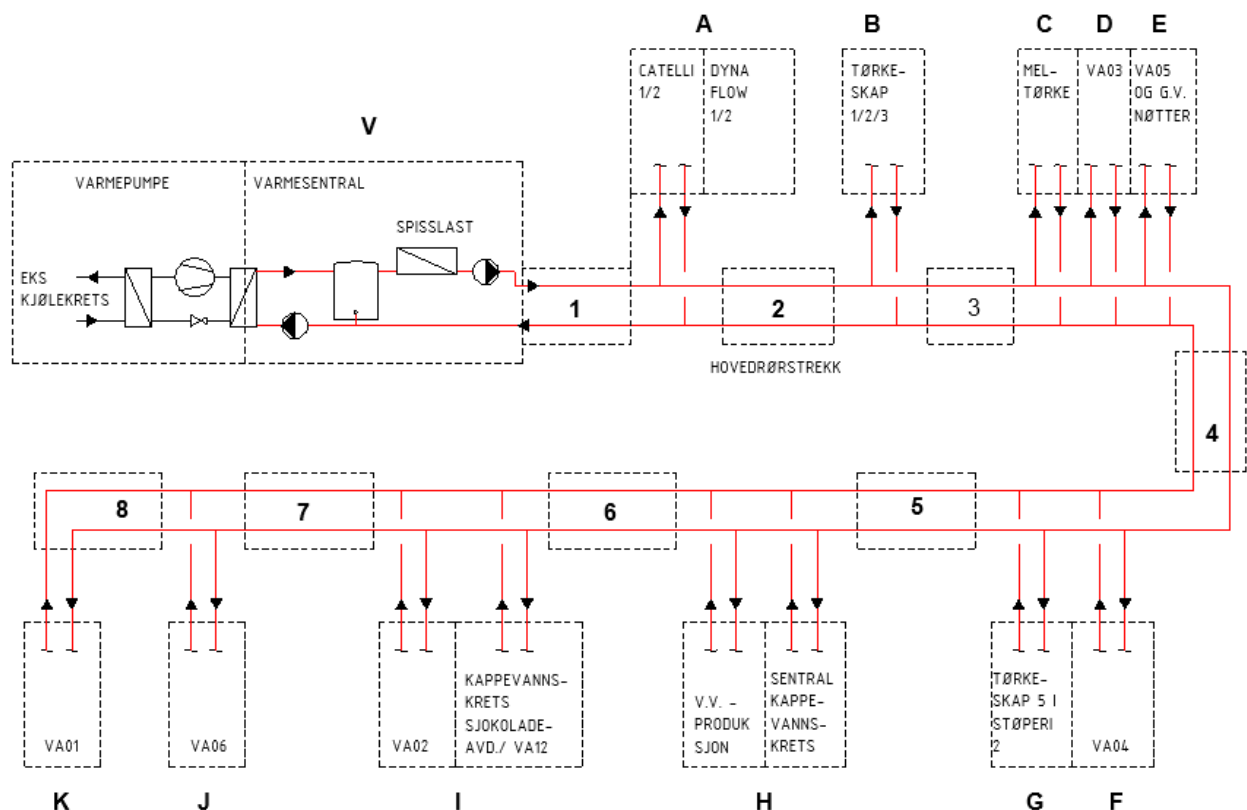 A
B
C
D
E
CATELLI
1/2
DYNA
FLOW
1/2
TØRKE-
SKAP
1/2/3
MEL-
TØRKE
VA03
VA05
OG G.V.
NØTTER
V
VARMEPUMPE
VARMESENTRAL
SPISSLAST
EKS
KJØLEKRETS
1
2
3
HOVEDRØRSTREKK
4
8
7
6
5
VA01
VA06
VA02
KAPPEVANNS-
KRETS
SJOKOLADE-
AVD./ VA12
V.V. -
PRODUK
SJON
SENTRAL
KAPPE-
VANNS-
KRETS
TØRKE-
SKAP 5 I
STØPERI
2
VA04
K
J
I
H
G
F